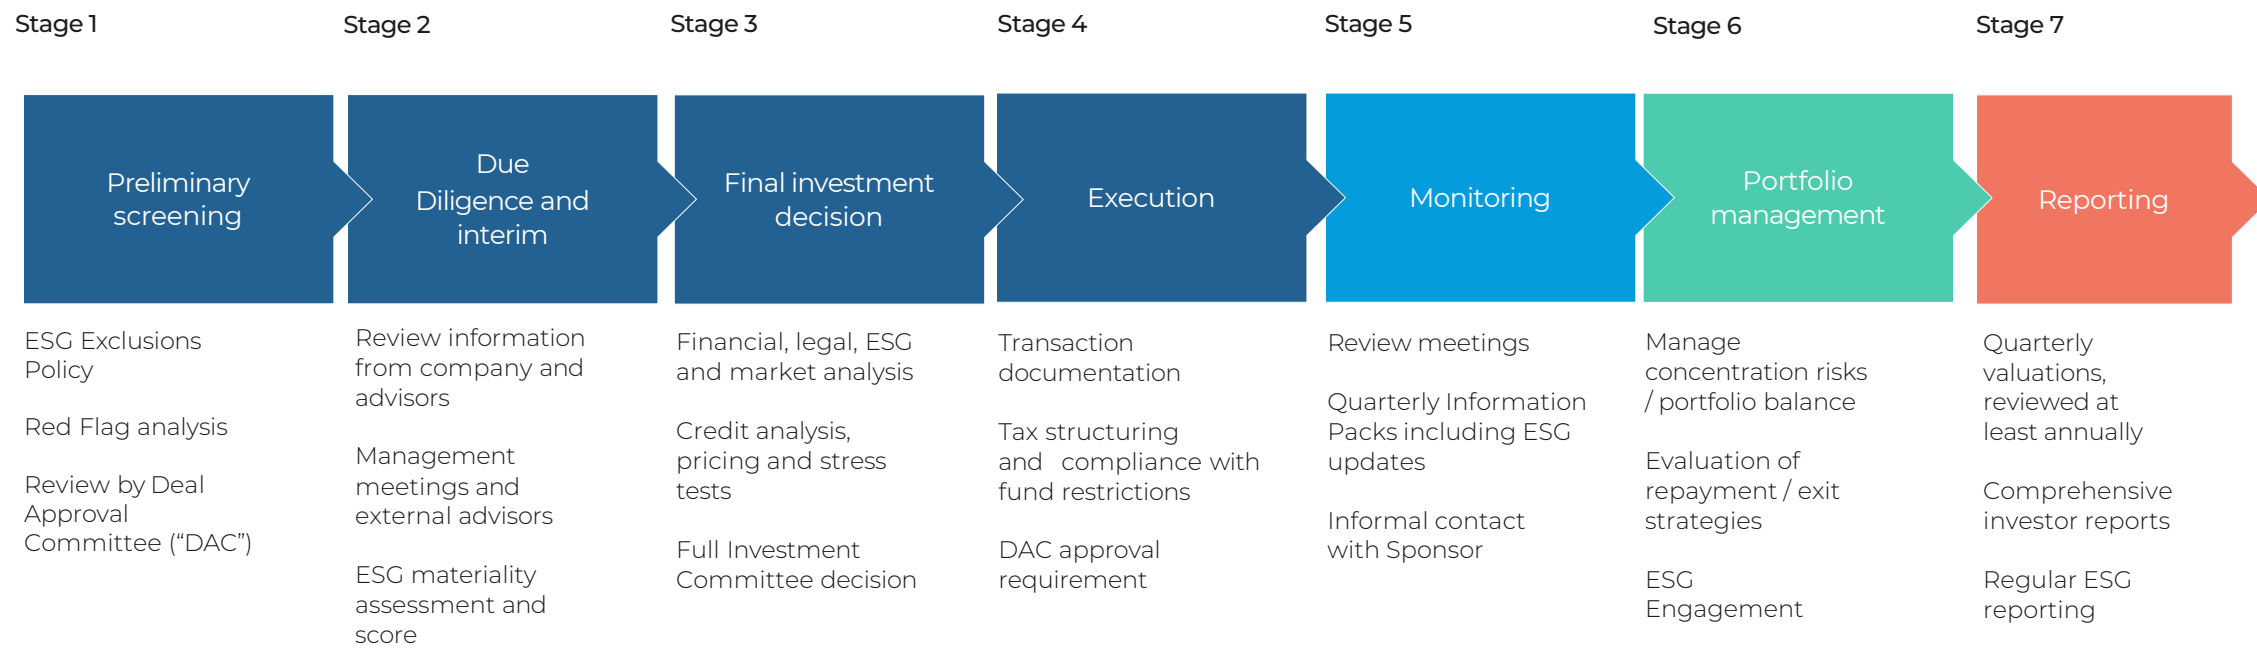 Stage 1
Stage 2
Stage 3
Stage 4
Stage 5
Stage 6
Stage 7
Preliminary
screening
Due
Diligence and
interim
Final investment
decision
Execution
Monitoring
Portfolio
management
Reporting
ESG Exclusions
Policy
Red Flag analysis
Review by Deal
Approval
Committee (“DAC”)
Review information
from company and
advisors
Management
meetings and
external advisors
ESG materiality
assessment and
score
Financial, legal, ESG
and market analysis
Credit analysis,
pricing and stress
tests
Full Investment
Committee decision
Transaction
documentation
Tax structuring
and compliance with
fund restrictions
DAC approval
requirement
Review meetings
Quarterly Information
Packs including ESG
updates
Informal contact
with Sponsor
Manage
concentration risks
/ portfolio balance
Evaluation of
repayment / exit
strategies
ESG
Engagement
Quarterly
valuations,
reviewed at
least annually
Comprehensive
investor reports
Regular ESG
reporting